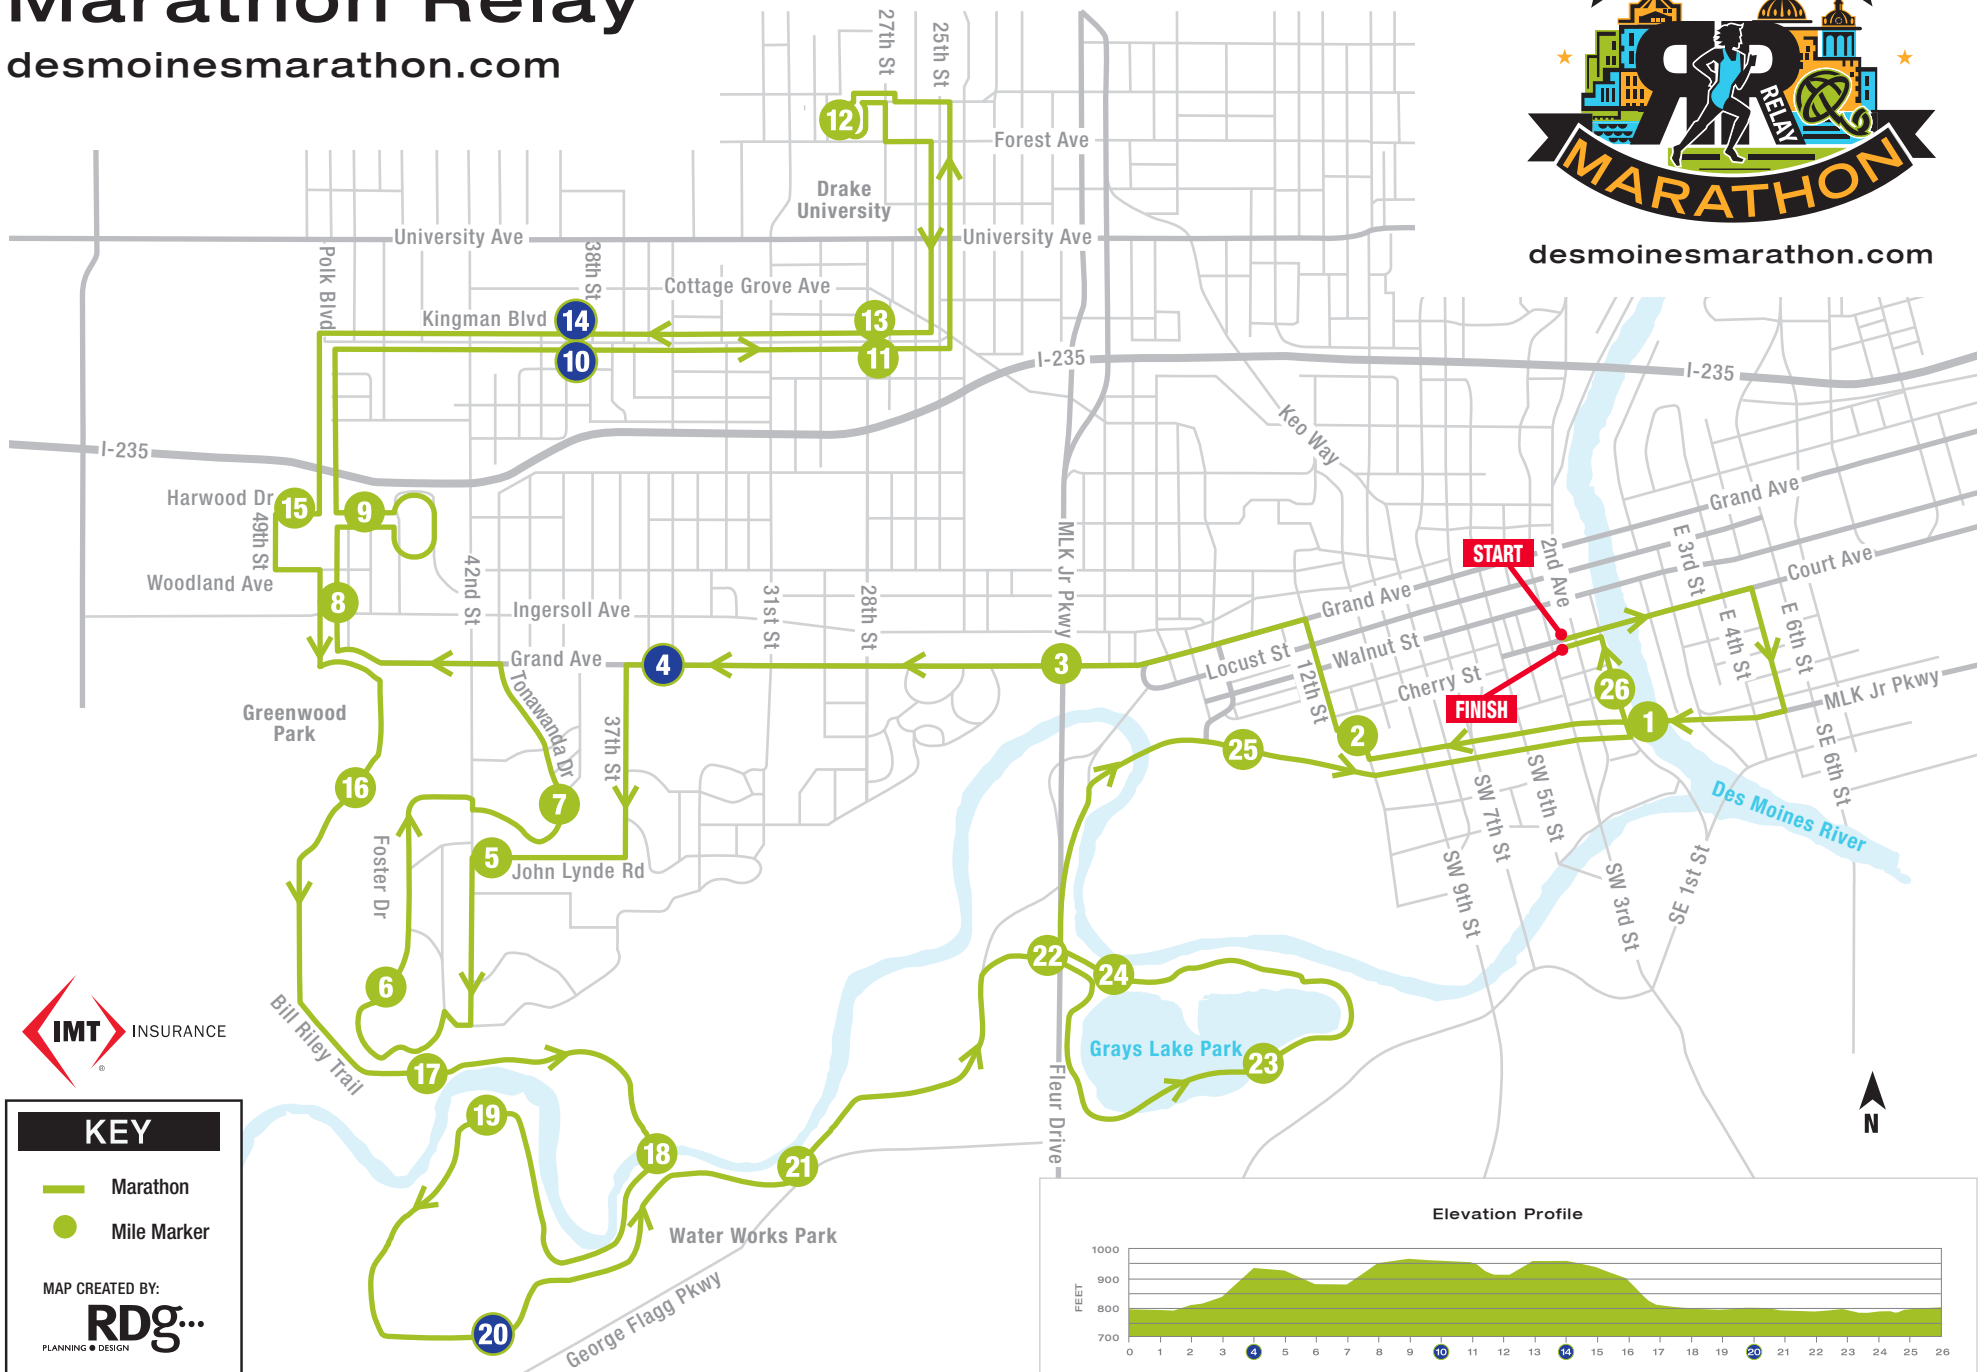 Marathon Relay
desmoinesmarathon.com
RR
RELAY
MARATHON
desmoinesmarathon.com
27th St
25th St
12
Forest Ave
Drake
University
University Ave
University Ave
Polk Blvd
38th St
Cottage Grove Ave
Kingman Blvd
14
13
10
11
I-235
I-235
I-235
Keo Way
Harwood Dr
15
9
49th St
Woodland Ave
8
42nd St
Ingersoll Ave
31st St
28th St
MLK Jr Pkwy
Grand Ave
Grand Ave
Grand Ave
START
2nd Ave
E 3rd St
Court Ave
E 4th St
E 6th St
4
3
Locust St
Walnut St
Cherry St
12th St
FINISH
26
1
MLK Jr Pkwy
SE 6th St
Tonawanda Dr
37th St
Greenwood
Park
2
25
16
7
5
John Lynde Rd
Foster Dr
SW 9th St
SW 7th St
SW 5th St
SW 3rd St
SE 1st St
Des Moines River
6
22
24
Bill Riley Trail
17
Grays Lake Park
23
Fleur Drive
19
18
21
Water Works Park
20
George Flagg Pkwy
N
IMT INSURANCE
®
KEY
Marathon
Mile Marker
MAP CREATED BY:
RDg...
PLANNING ● DESIGN
Elevation Profile
FEET
1000
900
800
700
0 1 2 3 4 5 6 7 8 9 10 11 12 13 14 15 16 17 18 19 20 21 22 23 24 25 26